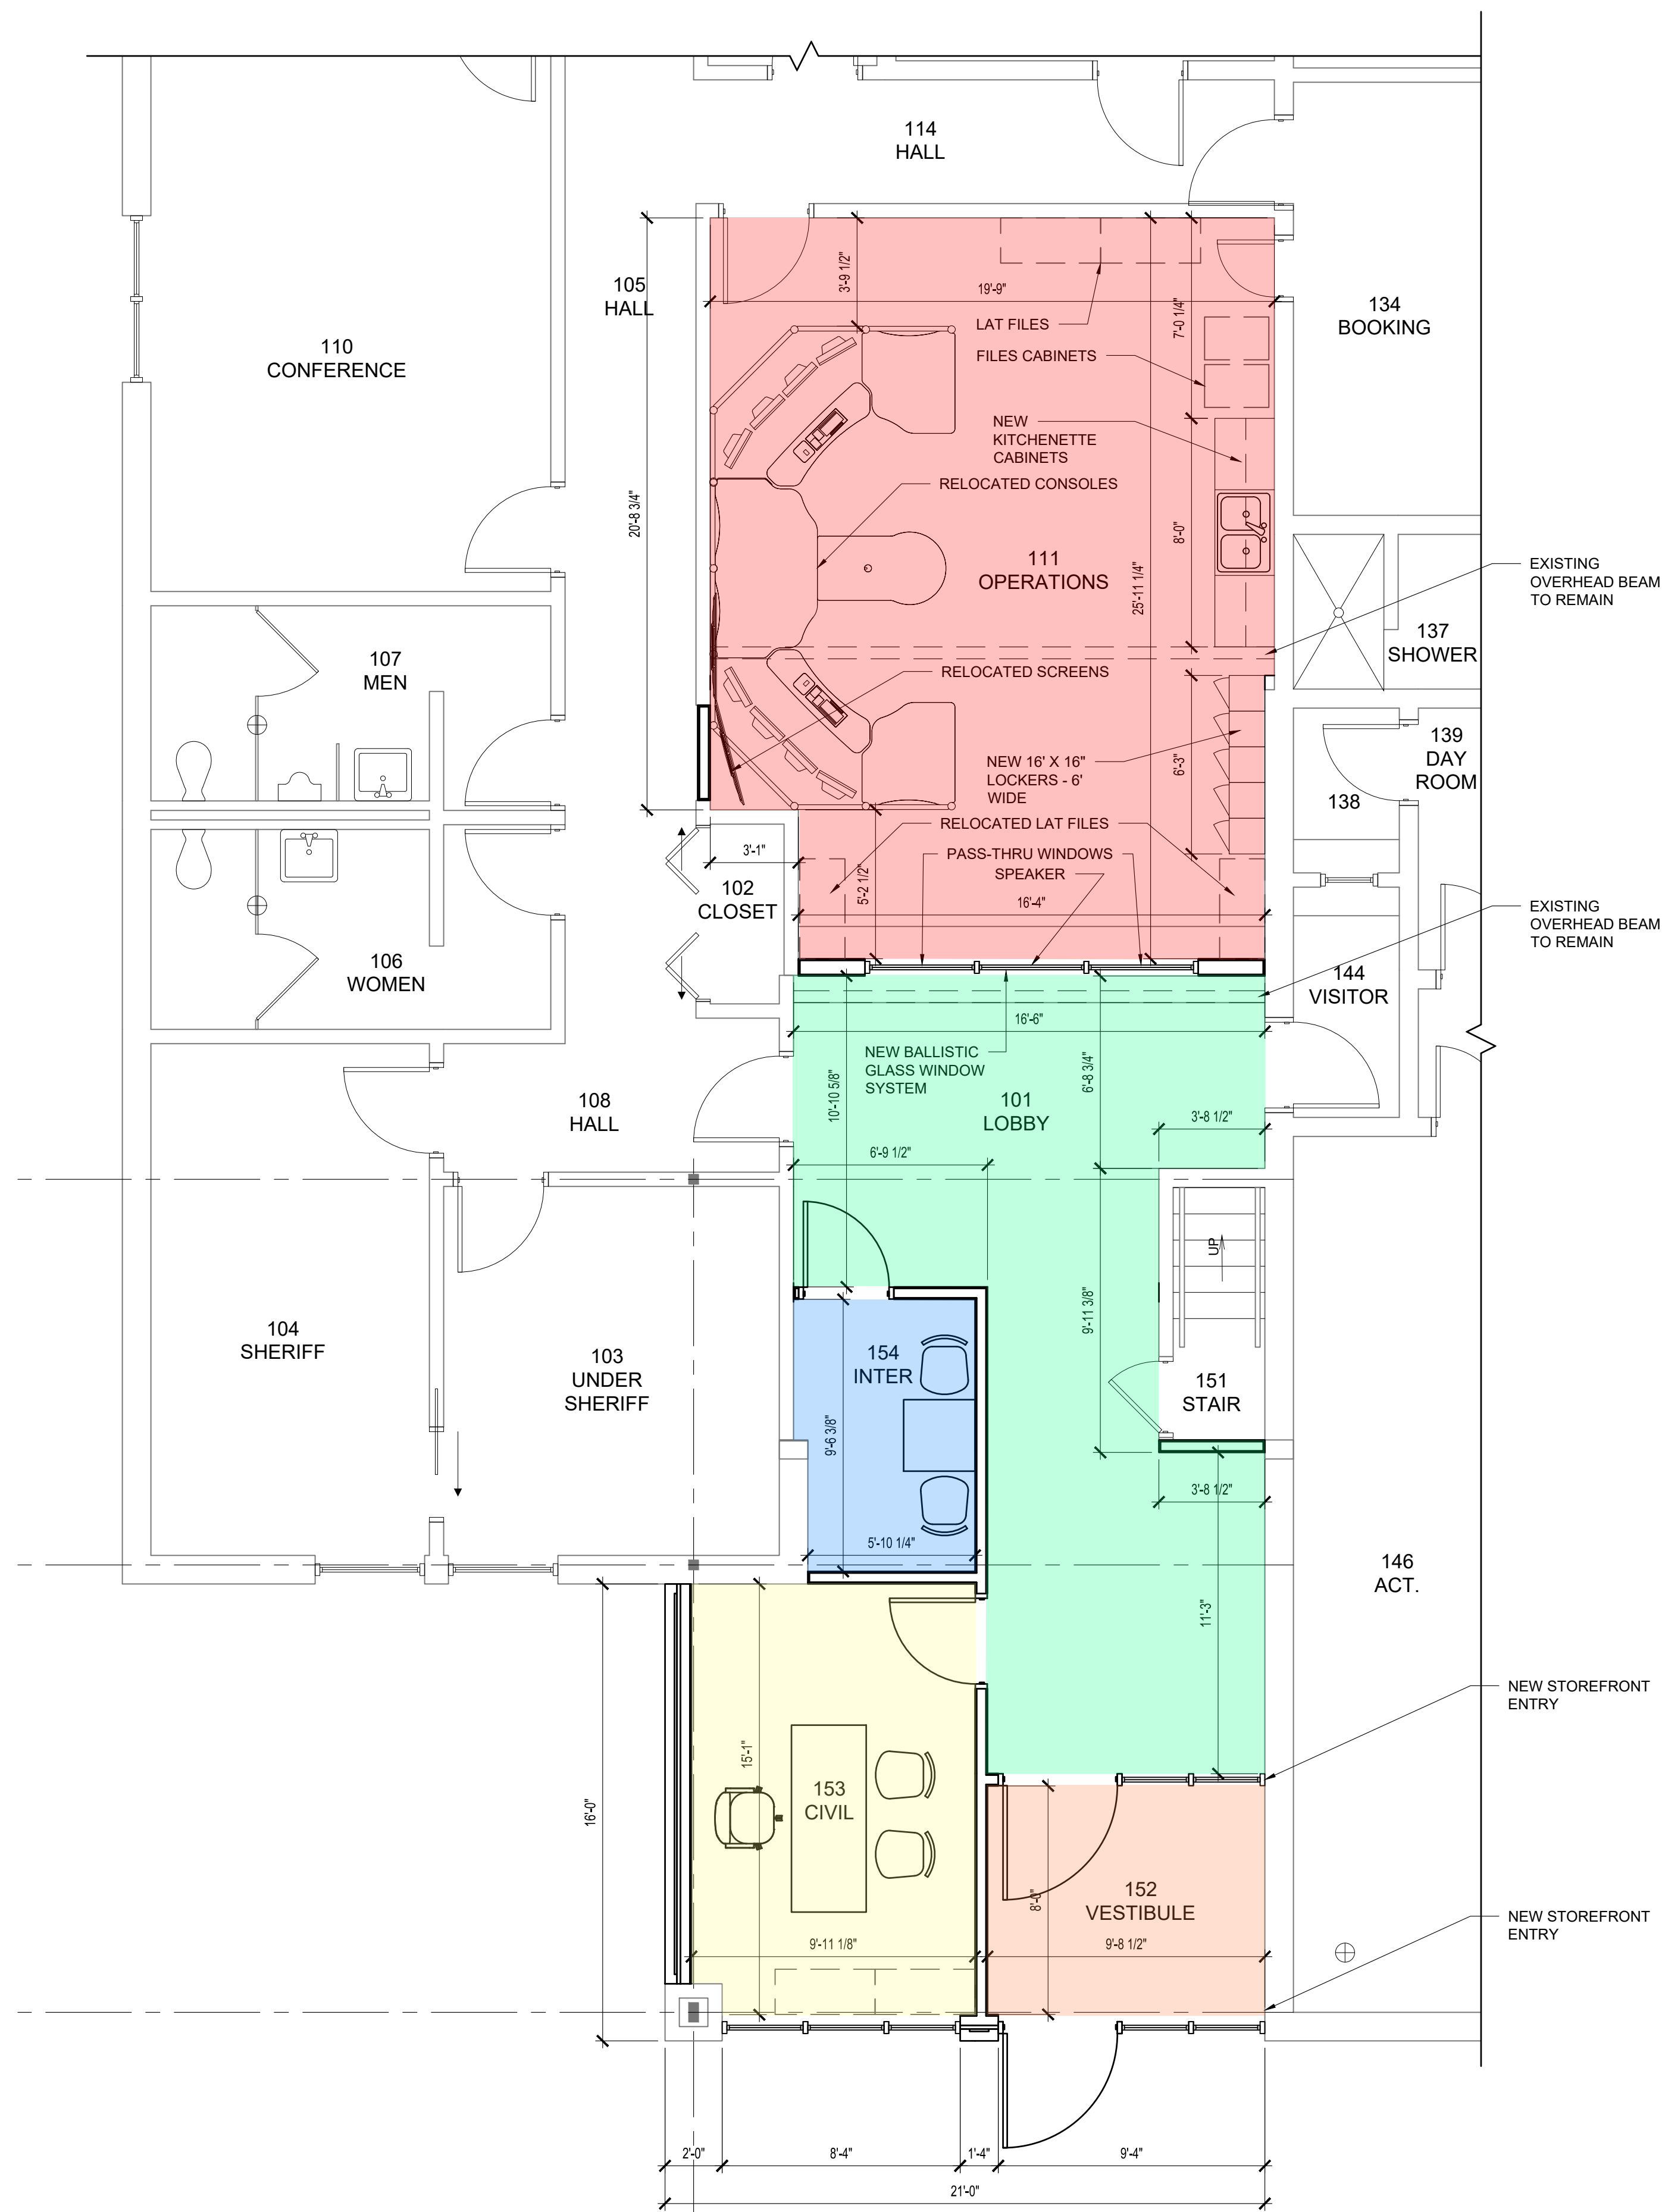 114
HALL
105
HALL
3'-9 1/2"
19'-9"
7'-0 1/4"
134
BOOKING
LAT FILES
110
CONFERENCE
FILES CABINETS
NEW
KITCHENETTE
CABINETS
RELOCATED CONSOLES
20'-8 3/4"
8'-0"
111
OPERATIONS
25'-11 1/4"
EXISTING
OVERHEAD BEAM
TO REMAIN
107
MEN
137
SHOWER
RELOCATED SCREENS
139
DAY
ROOM
NEW 16' X 16"
LOCKERS - 6'
WIDE
6'-3"
138
RELOCATED LAT FILES
3'-1"
PASS-THRU WINDOWS
SPEAKER
102
CLOSET
5'-2 1/2"
16'-4"
EXISTING
OVERHEAD BEAM
TO REMAIN
106
WOMEN
144
VISITOR
16'-6"
NEW BALLISTIC
GLASS WINDOW
SYSTEM
10'-10 5/8"
6'-8 3/4"
101
LOBBY
108
HALL
3'-8 1/2"
6'-9 1/2"
UP
9'-11 3/8"
104
SHERIFF
103
UNDER
SHERIFF
154
INTER
151
STAIR
9'-6 3/8"
3'-8 1/2"
5'-10 1/4"
146
ACT.
11'-3"
NEW STOREFRONT
ENTRY
15'-1"
153
CIVIL
16'-0"
152
VESTIBULE
8'-0"
NEW STOREFRONT
ENTRY
9'-11 1/8"
9'-8 1/2"
2'-0"
8'-4"
1'-4"
9'-4"
21'-0"